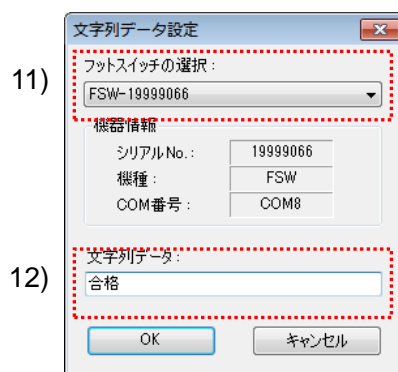 文字列データ設定
11)
フットスイッチの選択：
FSW-19999066
機器情報
シリアルNo.： 19999066
機種： FSW
COM番号： COM8
文字列データ：
12)
合格
OK キャンセル